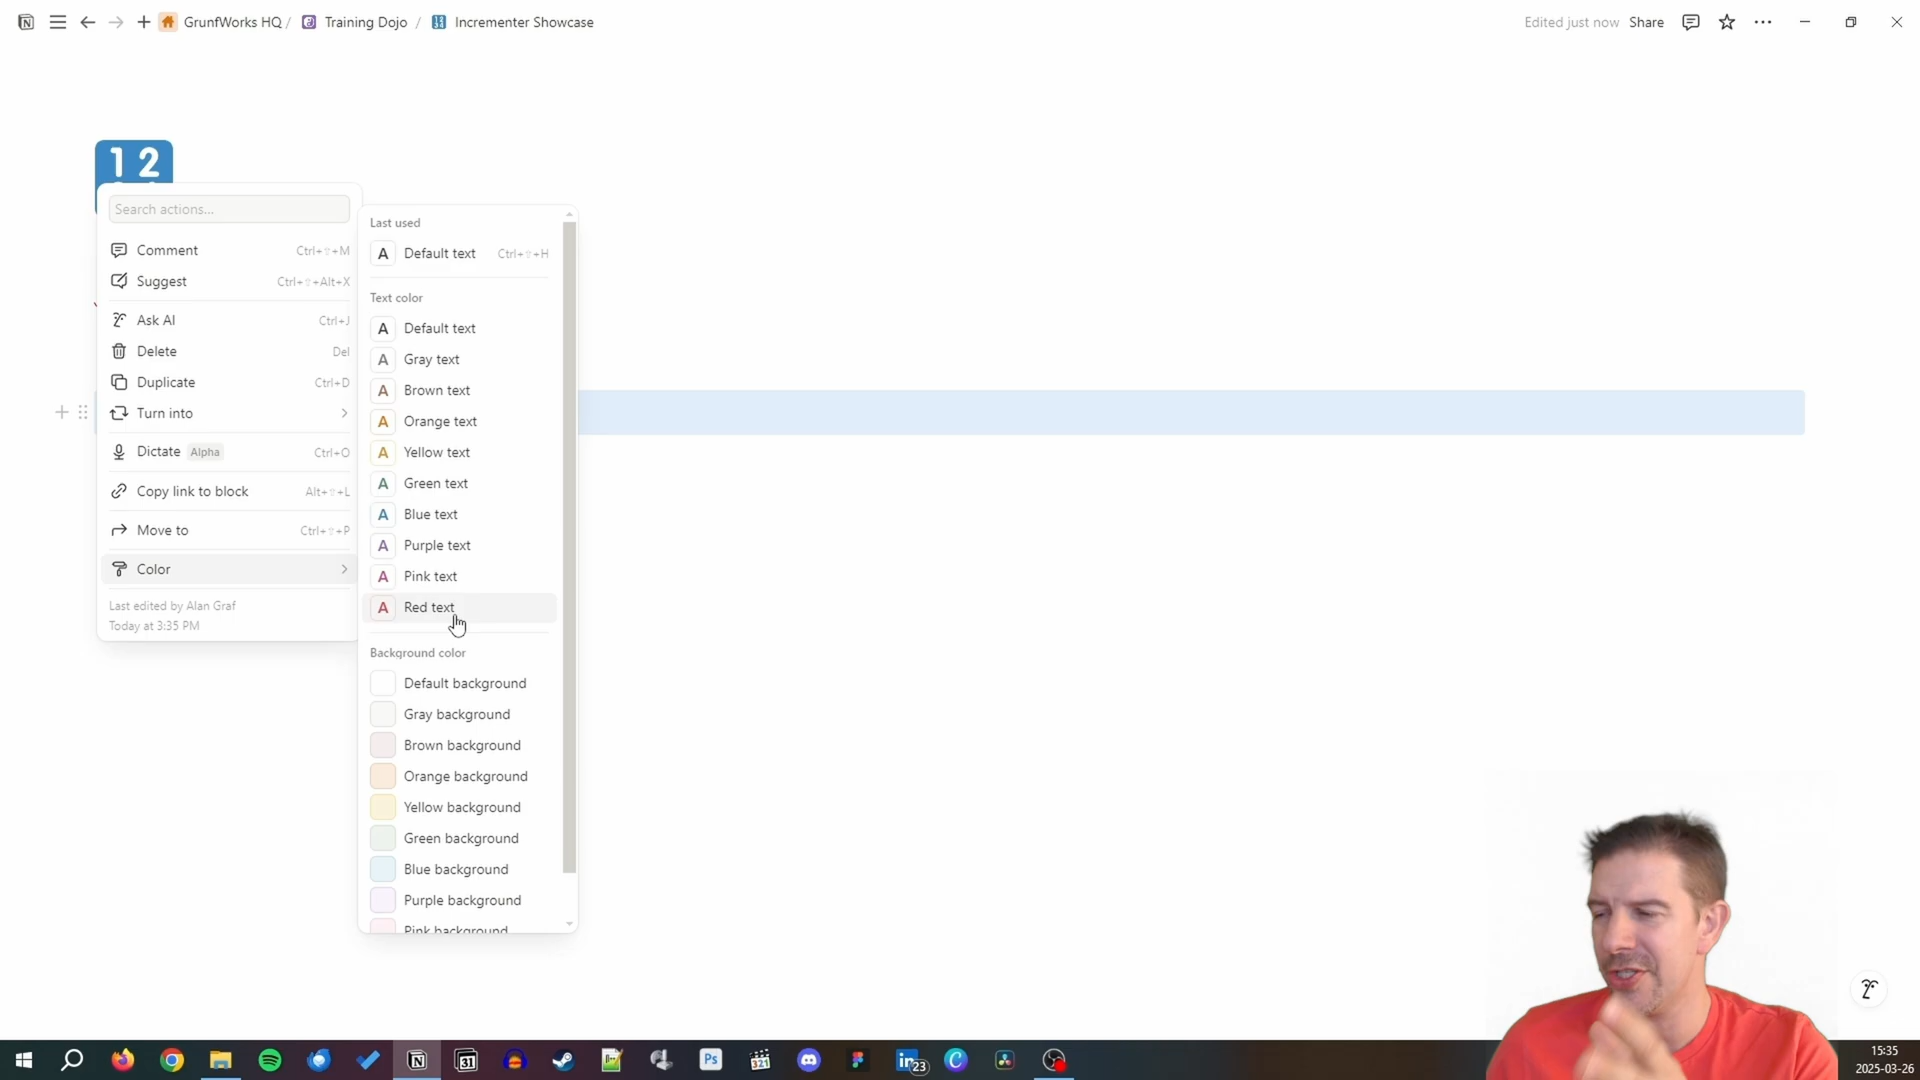 GrunfWorks HQ / Training Dojo / Incrementer Showcase
Edited just now Share
1 2
Search actions...
Comment Ctrl+⇧+M
Suggest Ctrl+⇧+Alt+X
Ask AI Ctrl+J
Delete Del
Duplicate Ctrl+D
Turn into
Dictate Alpha Ctrl+O
Copy link to block Alt+⇧+L
Move to Ctrl+⇧+P
Color
Last edited by Alan Graf
Today at 3:35 PM
Last used
A Default text Ctrl+⇧+H
Text color
A Default text
A Gray text
A Brown text
A Orange text
A Yellow text
A Green text
A Blue text
A Purple text
A Pink text
A Red text
Background color
Default background
Gray background
Brown background
Orange background
Yellow background
Green background
Blue background
Purple background
Pink background
31
Ps
321
in 23
15:35
2025-03-26